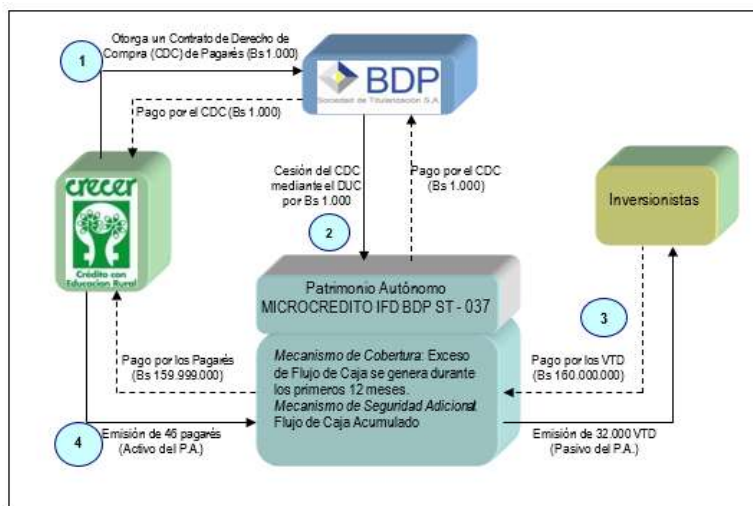 1
Otorga un Contrato de Derecho de
Compra (CDC) de Pagarés (Bs 1.000)
BDP
Sociedad de Titularización S.A.
Pago por el CDC (Bs 1.000)
crecer
Crédito con
Educacion Rural
Cesión del CDC
mediante el DUC
por Bs 1.000
Pago por el CDC
(Bs 1.000)
2
Inversionistas
Patrimonio Autónomo
MICROCREDITO IFD BDP ST - 037
3
Pago por los Pagarés
(Bs 159.999.000)
Mecanismo de Cobertura: Exceso
de Flujo de Caja se genera durante
los primeros 12 meses.
Mecanismo de Seguridad Adicional
Flujo de Caja Acumulado
Pago por los VTD
(Bs 160.000.000)
4
Emisión de 46 pagarés
(Activo del P.A.)
Emisión de 32.000 VTD
(Pasivo del P.A.)